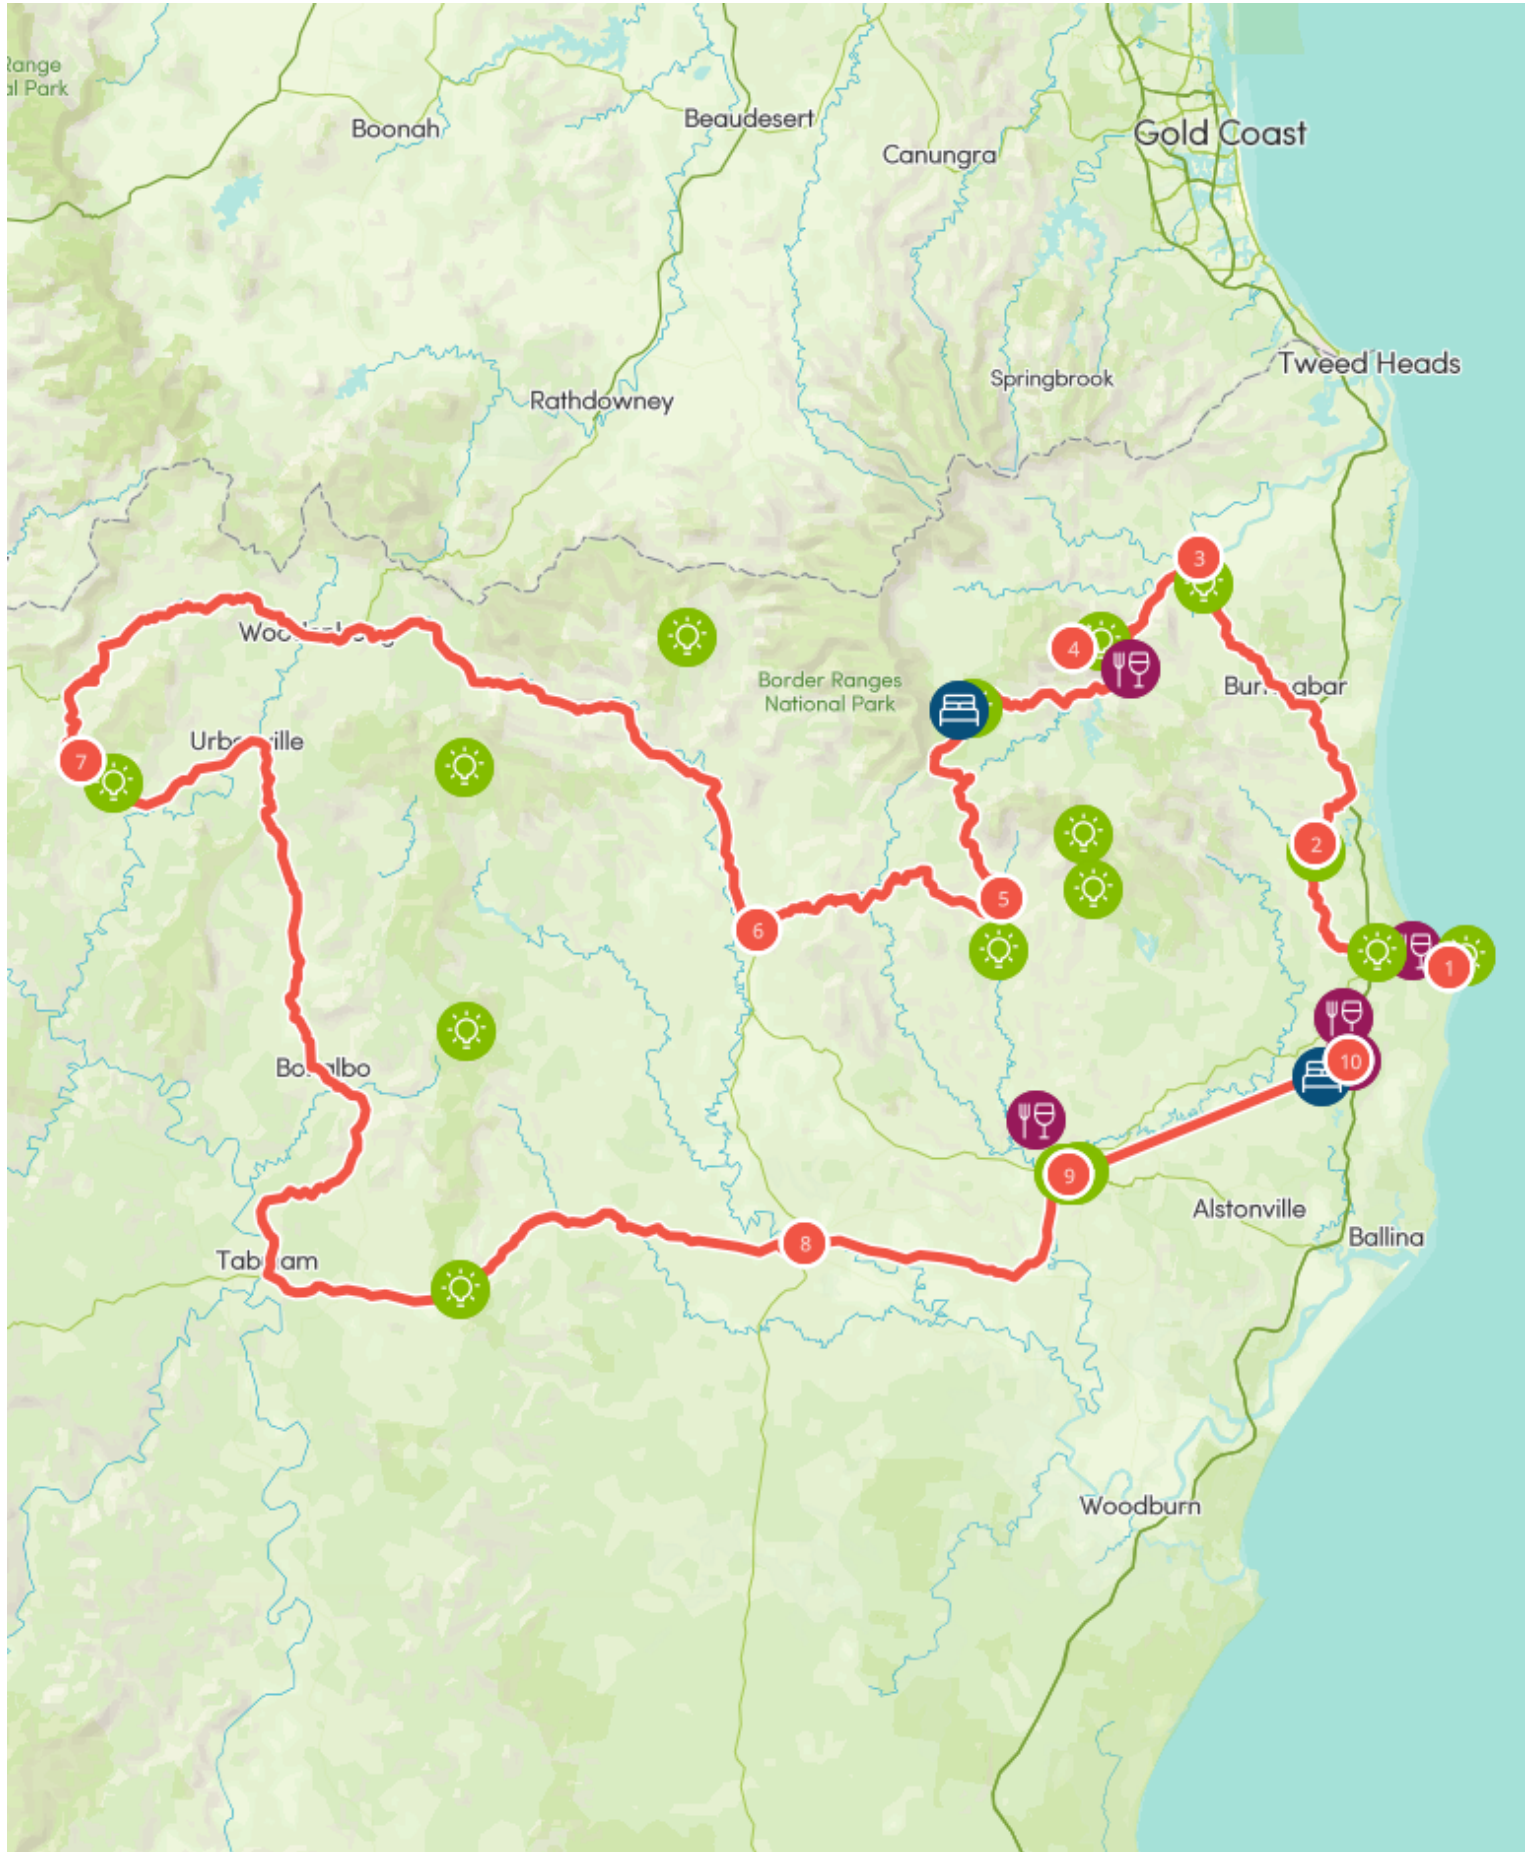 Range
al Park
Boonah
Beaudesert
Canungra
Gold Coast
Tweed Heads
Springbrook
Rathdowney
3
4
Border Ranges
National Park
7
2
5
6
1
10
9
Alstonville
Ballina
8
Woodburn